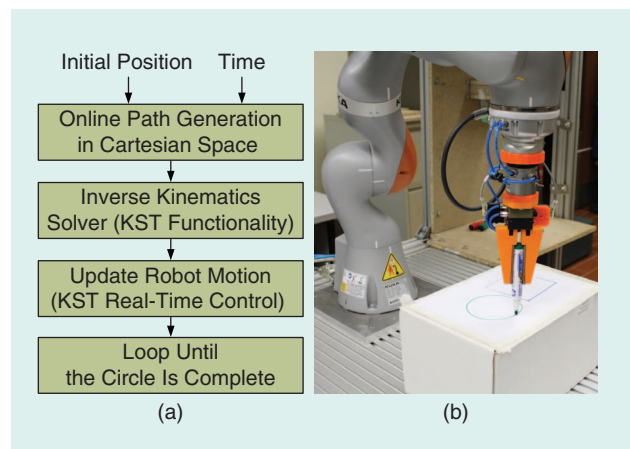 Initial Position
Time
Online Path Generation
in Cartesian Space
Inverse Kinematics
Solver (KST Functionality)
Update Robot Motion
(KST Real-Time Control)
Loop Until
the Circle Is Complete
(a)
KUKA
(b)